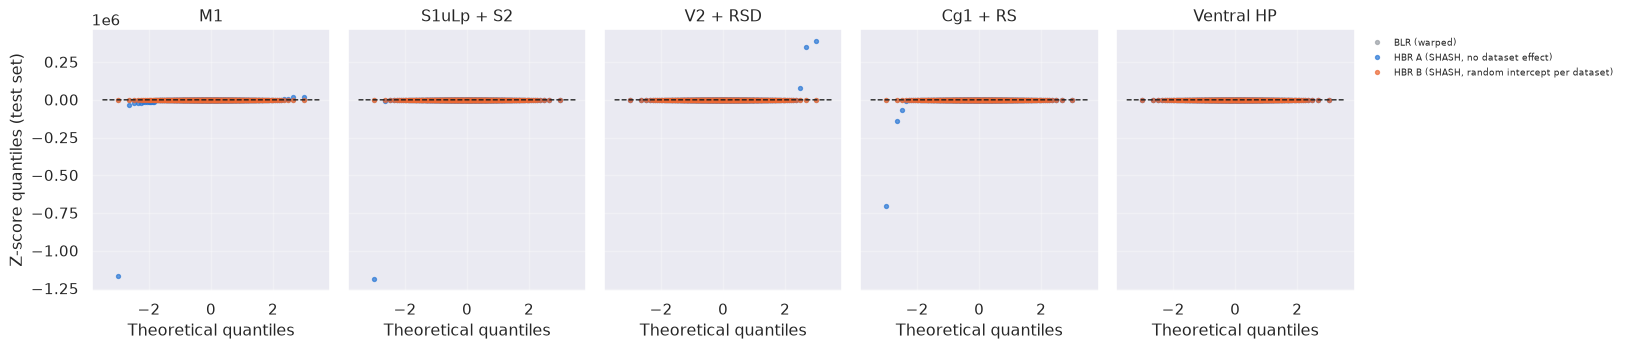 1e6
M1
S1uLp + S2
V2 + RSD
Cg1 + RS
Ventral HP
BLR (warped)
HBR A (SHASH, no dataset effect)
HBR B (SHASH, random intercept per dataset)
Z-score quantiles (test set)
0.25
0.00
−0.25
−0.50
−0.75
−1.00
−1.25
−2 0 2
−2 0 2
−2 0 2
−2 0 2
−2 0 2
Theoretical quantiles
Theoretical quantiles
Theoretical quantiles
Theoretical quantiles
Theoretical quantiles